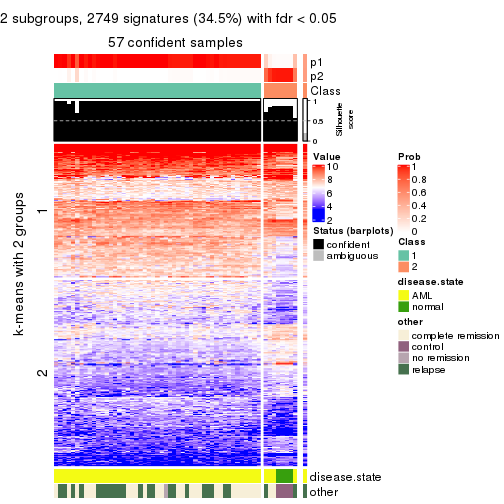 2 subgroups, 2749 signatures (34.5%) with fdr < 0.05
57 confident samples
p1
p2
Class
1
0.5
0
Silhouette
score
k-means with 2 groups
1
2
disease.state
other
Value
10
8
6
4
2
Status (barplots)
confident
ambiguous
Prob
1
0.8
0.6
0.4
0.2
0
Class
1
2
disease.state
AML
normal
other
complete remission
control
no remission
relapse